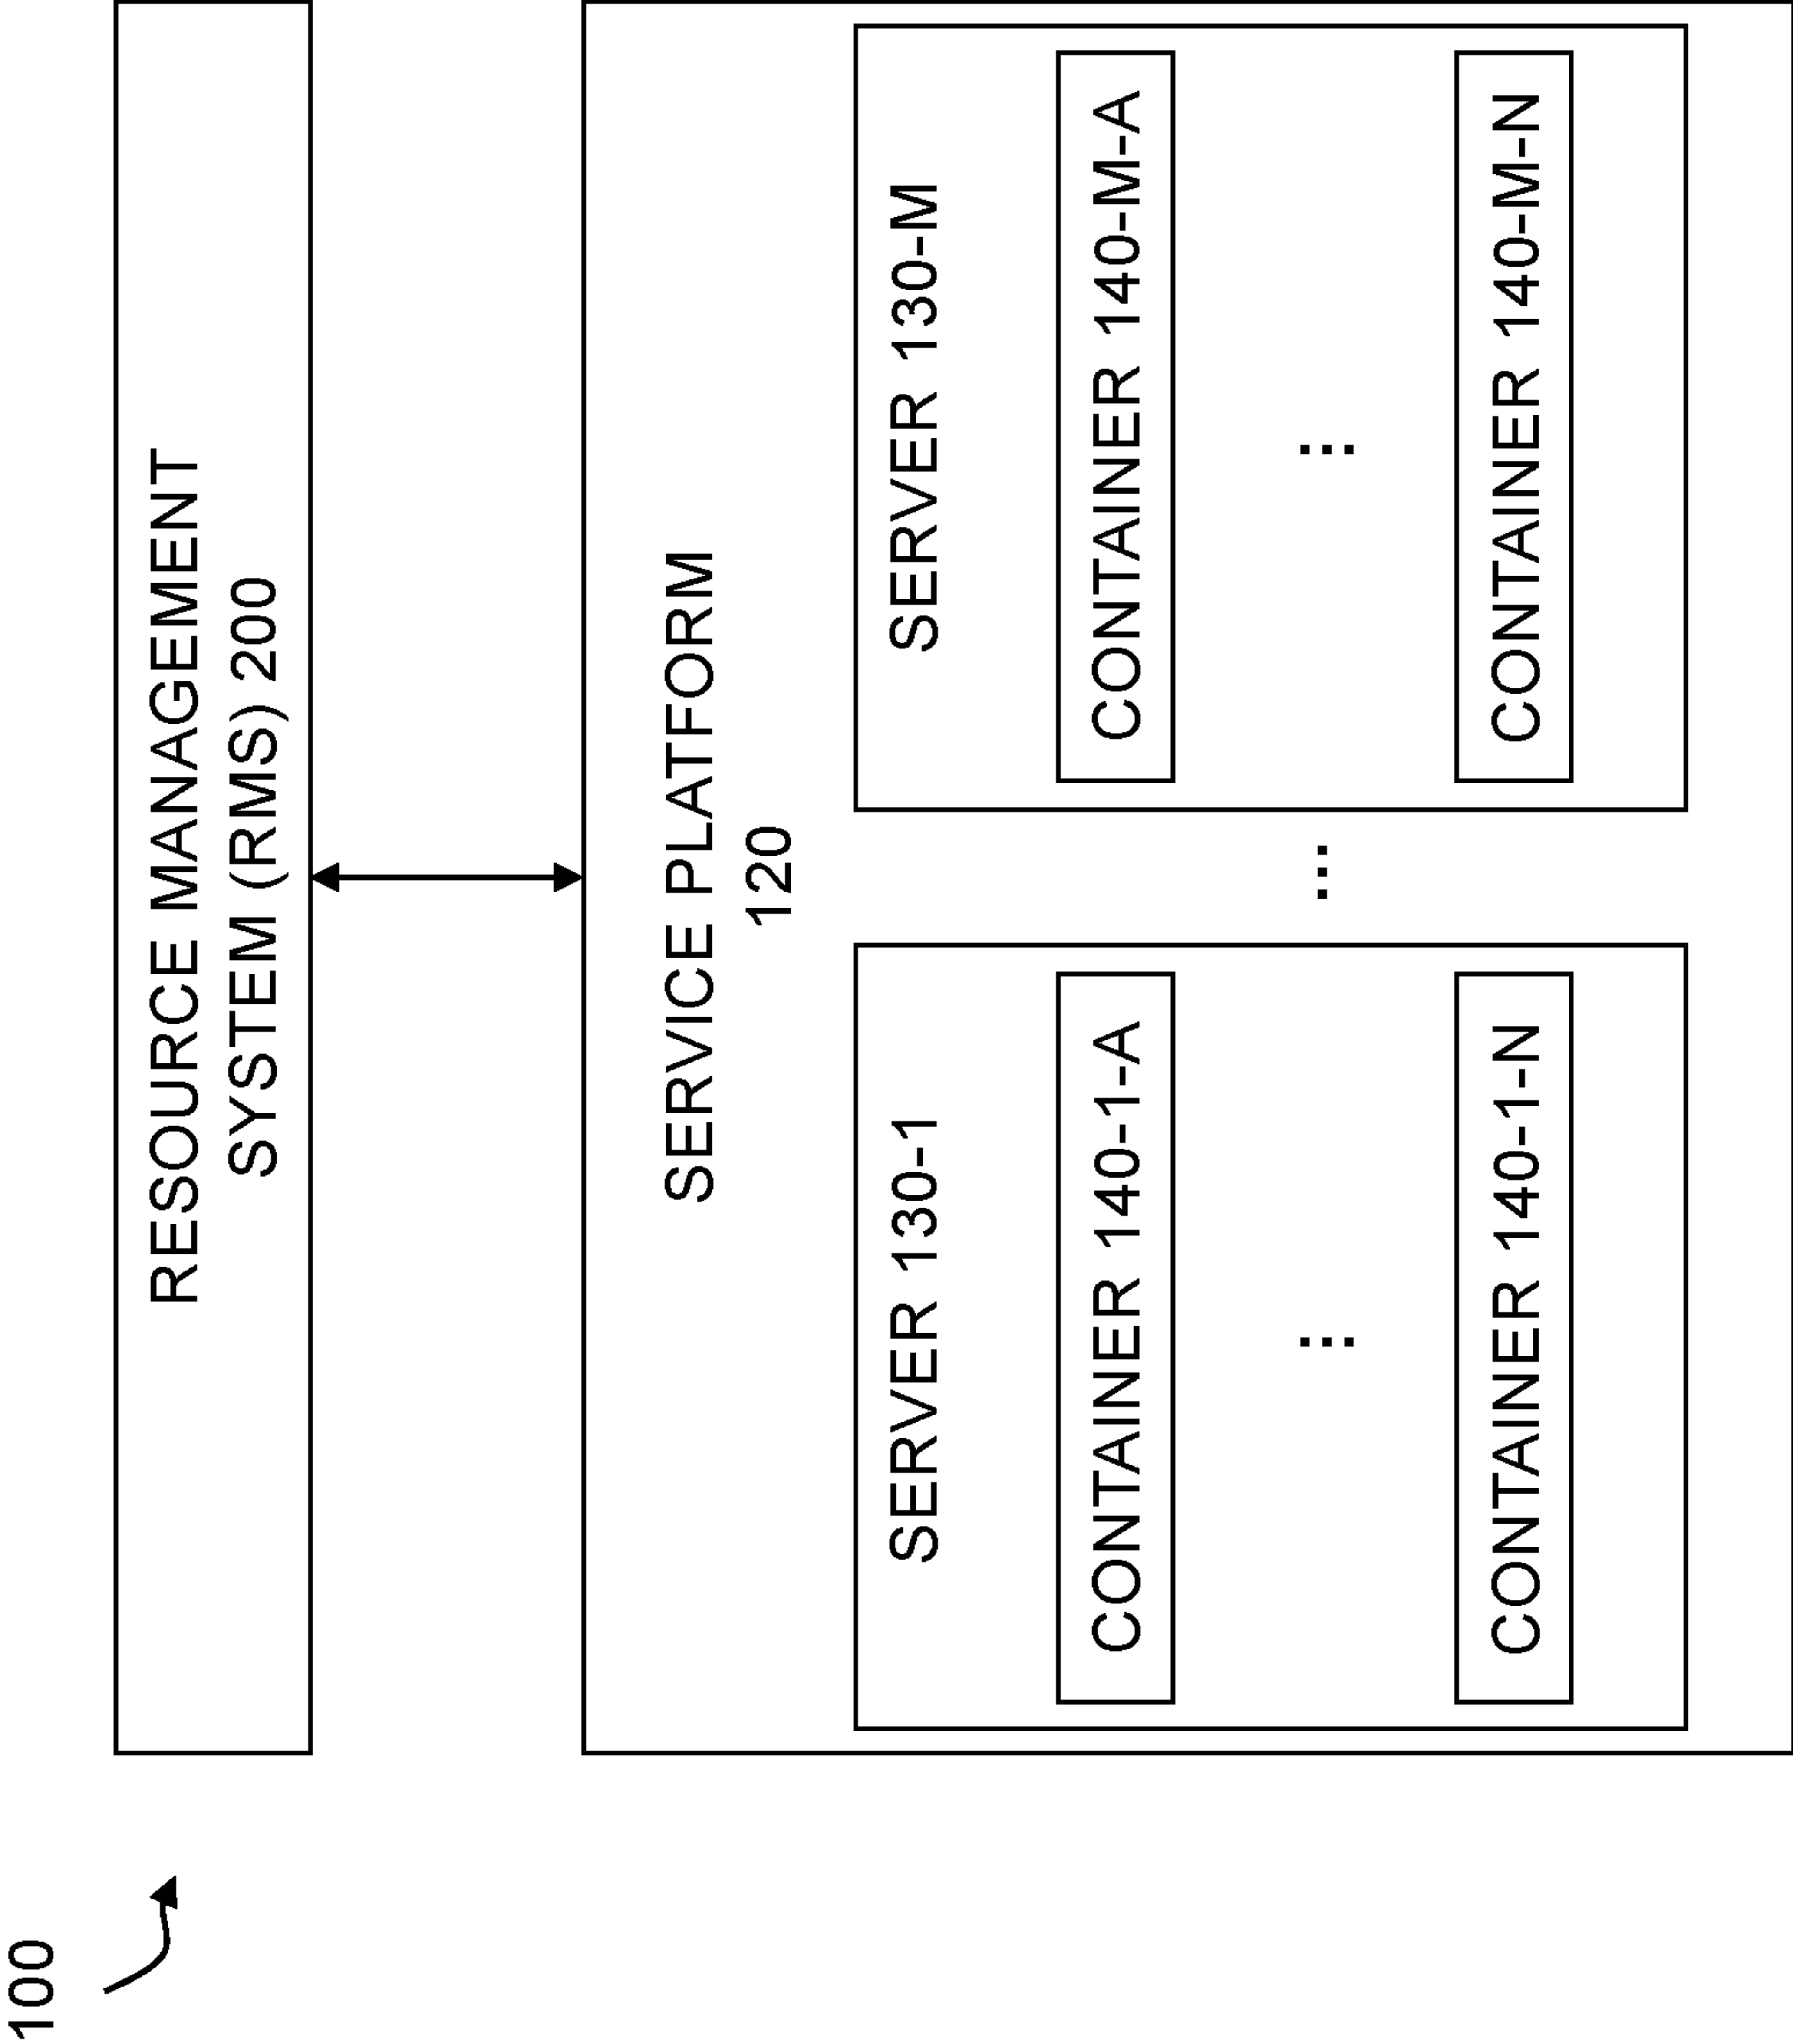 100
RESOURCE MANAGEMENT
SYSTEM (RMS) 200
SERVICE PLATFORM
120
SERVER 130-1
CONTAINER 140-1-A
...
CONTAINER 140-1-N
...
SERVER 130-M
CONTAINER 140-M-A
...
CONTAINER 140-M-N